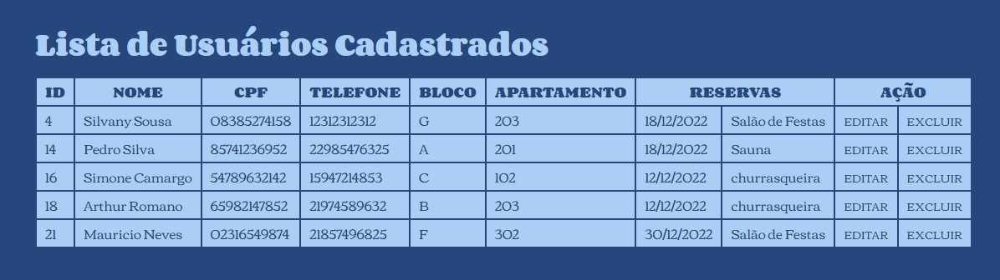 Lista de Usuários Cadastrados
ID NOME CPF TELEFONE BLOCO APARTAMENTO RESERVAS AÇÃO
4 Silvany Sousa 08385274158 12312312312 G 203 18/12/2022 Salão de Festas EDITAR EXCLUIR
14 Pedro Silva 85741236952 22985476325 A 201 18/12/2022 Sauna EDITAR EXCLUIR
16 Simone Camargo 54789632142 15947214853 C 102 12/12/2022 churrasqueira EDITAR EXCLUIR
18 Arthur Romano 65982147852 21974589632 B 203 12/12/2022 churrasqueira EDITAR EXCLUIR
21 Mauricio Neves 02316549874 21857496825 F 302 30/12/2022 Salão de Festas EDITAR EXCLUIR